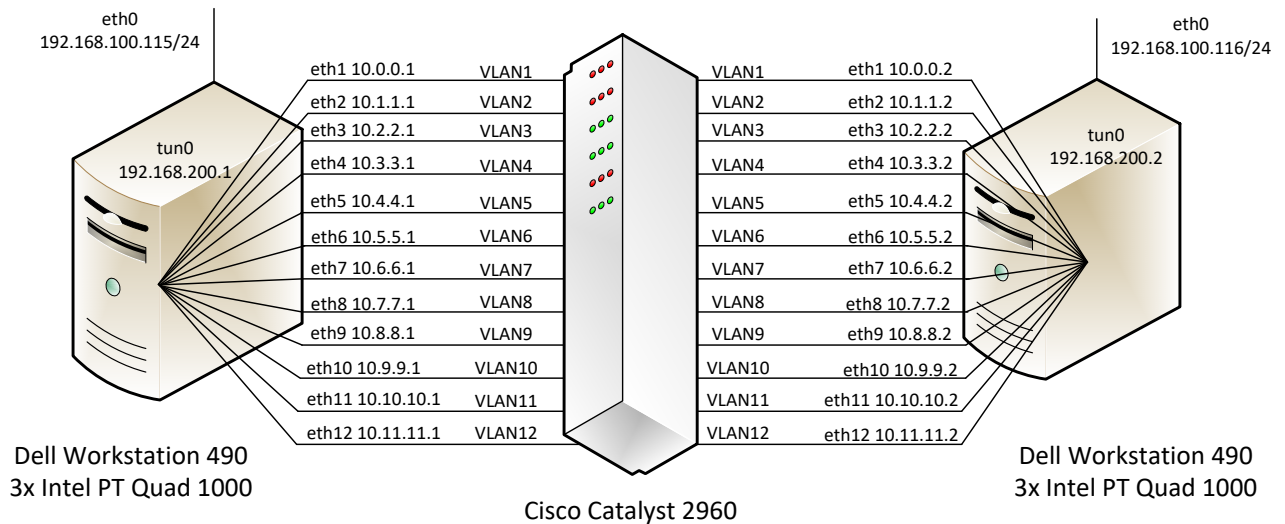 eth0
192.168.100.115/24
eth0
192.168.100.116/24
eth1 10.0.0.1 VLAN1 VLAN1 eth1 10.0.0.2
eth2 10.1.1.1 VLAN2 VLAN2 eth2 10.1.1.2
eth3 10.2.2.1 VLAN3 VLAN3 eth3 10.2.2.2
tun0
192.168.200.1
tun0
192.168.200.2
eth4 10.3.3.1 VLAN4 VLAN4 eth4 10.3.3.2
eth5 10.4.4.1 VLAN5 VLAN5 eth5 10.4.4.2
eth6 10.5.5.1 VLAN6 VLAN6 eth6 10.5.5.2
eth7 10.6.6.1 VLAN7 VLAN7 eth7 10.6.6.2
eth8 10.7.7.1 VLAN8 VLAN8 eth8 10.7.7.2
eth9 10.8.8.1 VLAN9 VLAN9 eth9 10.8.8.2
eth10 10.9.9.1 VLAN10 VLAN10 eth10 10.9.9.2
eth11 10.10.10.1 VLAN11 VLAN11 eth11 10.10.10.2
eth12 10.11.11.1 VLAN12 VLAN12 eth12 10.11.11.2
Dell Workstation 490
3x Intel PT Quad 1000
Cisco Catalyst 2960
Dell Workstation 490
3x Intel PT Quad 1000